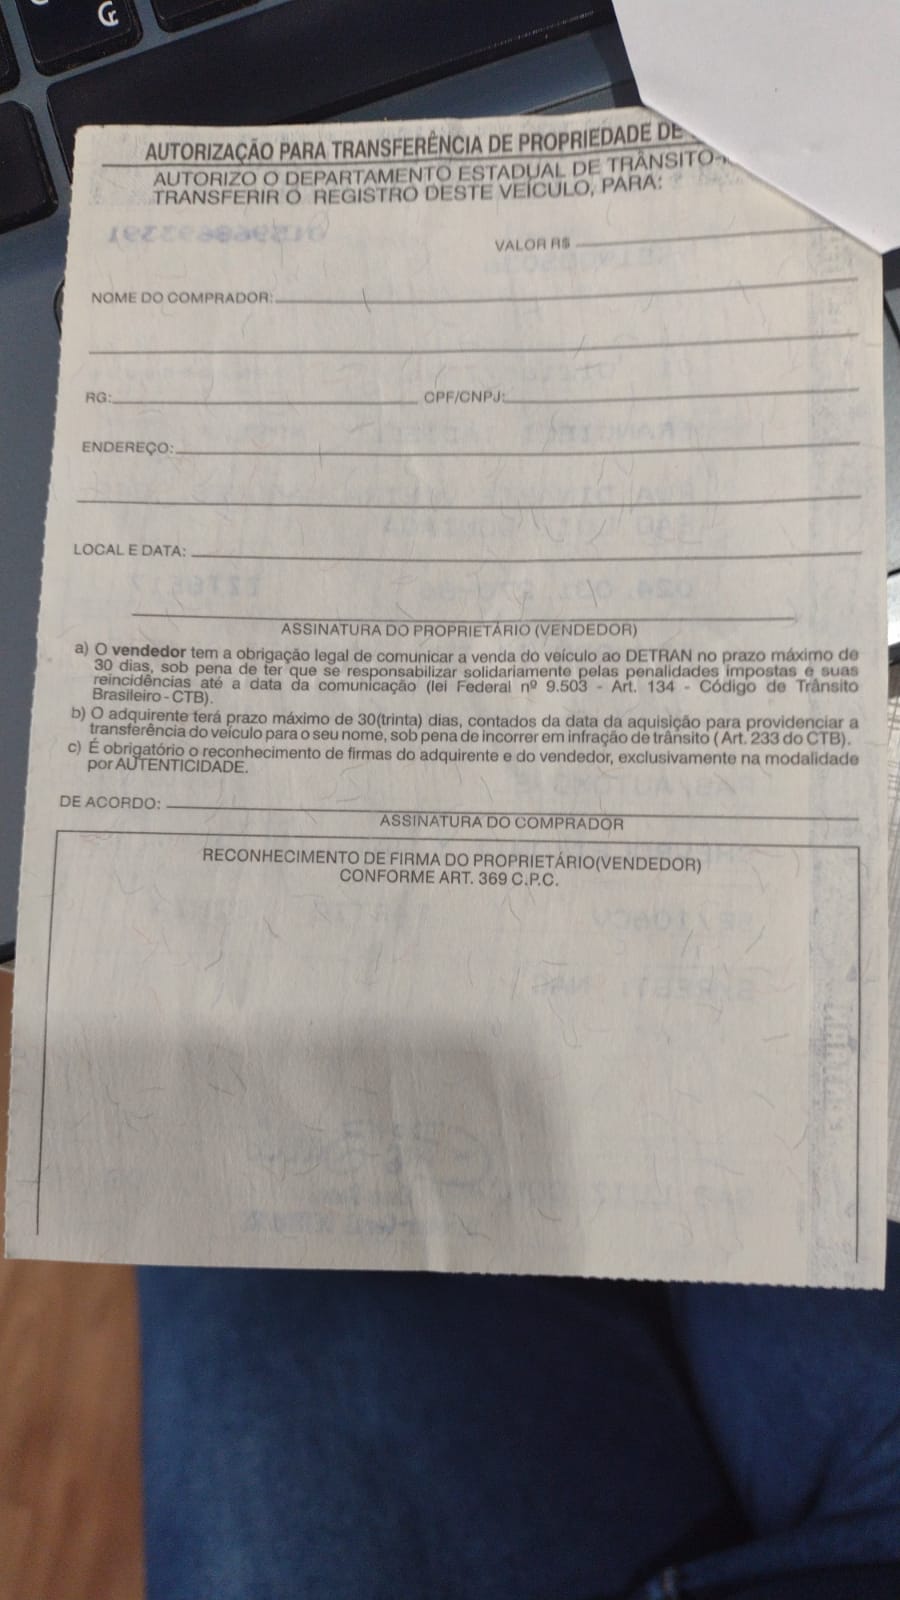 AUTORIZAÇÃO PARA TRANSFERÊNCIA DE PROPRIEDADE DE
AUTORIZO O DEPARTAMENTO ESTADUAL DE TRÂNSITO-
TRANSFERIR O REGISTRO DESTE VEÍCULO, PARA:
VALOR R$
NOME DO COMPRADOR:
RG: CPF/CNPJ:
ENDEREÇO:
LOCAL E DATA:
ASSINATURA DO PROPRIETÁRIO (VENDEDOR)
a) O vendedor tem a obrigação legal de comunicar a venda do veículo ao DETRAN no prazo máximo de
30 dias, sob pena de ter que se responsabilizar solidariamente pelas penalidades impostas e suas
reincidências até a data da comunicação (lei Federal nº 9.503 - Art. 134 - Código de Trânsito
Brasileiro - CTB).
b) O adquirente terá prazo máximo de 30(trinta) dias, contados da data da aquisição para providenciar a
transferência do veículo para o seu nome, sob pena de incorrer em infração de trânsito ( Art. 233 do CTB).
c) É obrigatório o reconhecimento de firmas do adquirente e do vendedor, exclusivamente na modalidade
por AUTENTICIDADE.
DE ACORDO:
ASSINATURA DO COMPRADOR
RECONHECIMENTO DE FIRMA DO PROPRIETÁRIO(VENDEDOR)
CONFORME ART. 369 C.P.C.